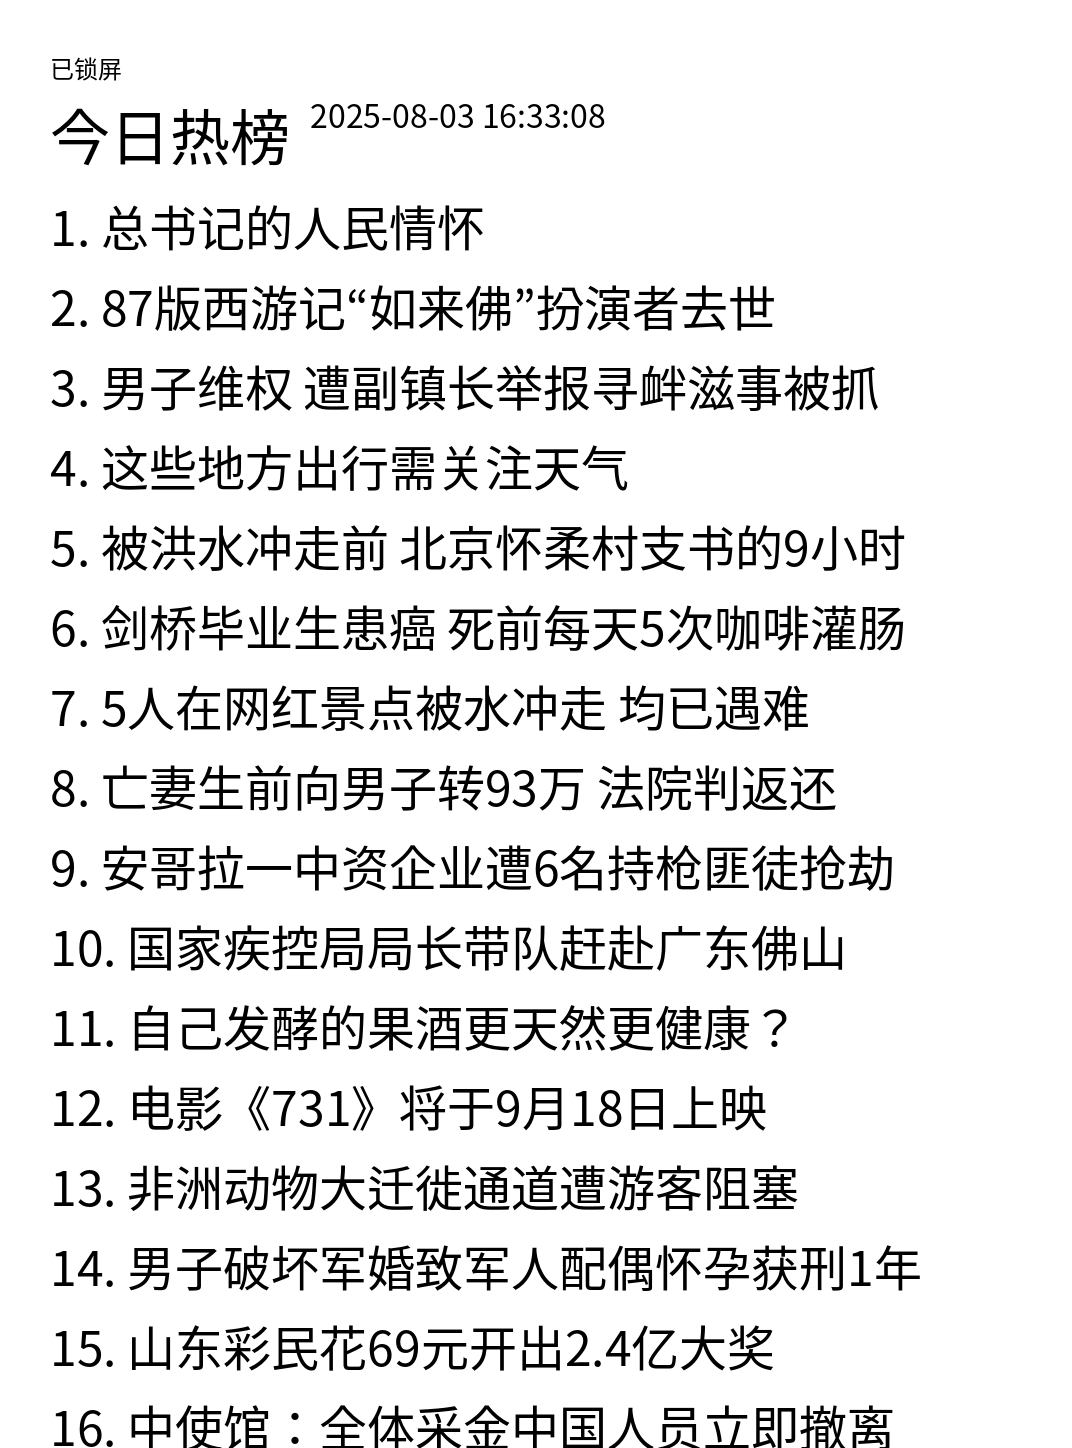 已锁屏
今日热榜 2025-08-03 16:33:08
1. 总书记的人民情怀
2. 87版西游记“如来佛”扮演者去世
3. 男子维权 遭副镇长举报寻衅滋事被抓
4. 这些地方出行需关注天气
5. 被洪水冲走前 北京怀柔村支书的9小时
6. 剑桥毕业生患癌 死前每天5次咖啡灌肠
7. 5人在网红景点被水冲走 均已遇难
8. 亡妻生前向男子转93万 法院判返还
9. 安哥拉一中资企业遭6名持枪匪徒抢劫
10. 国家疾控局局长带队赶赴广东佛山
11. 自己发酵的果酒更天然更健康？
12. 电影《731》将于9月18日上映
13. 非洲动物大迁徙通道遭游客阻塞
14. 男子破坏军婚致军人配偶怀孕获刑1年
15. 山东彩民花69元开出2.4亿大奖
16. 中使馆：全体采金中国人员立即撤离